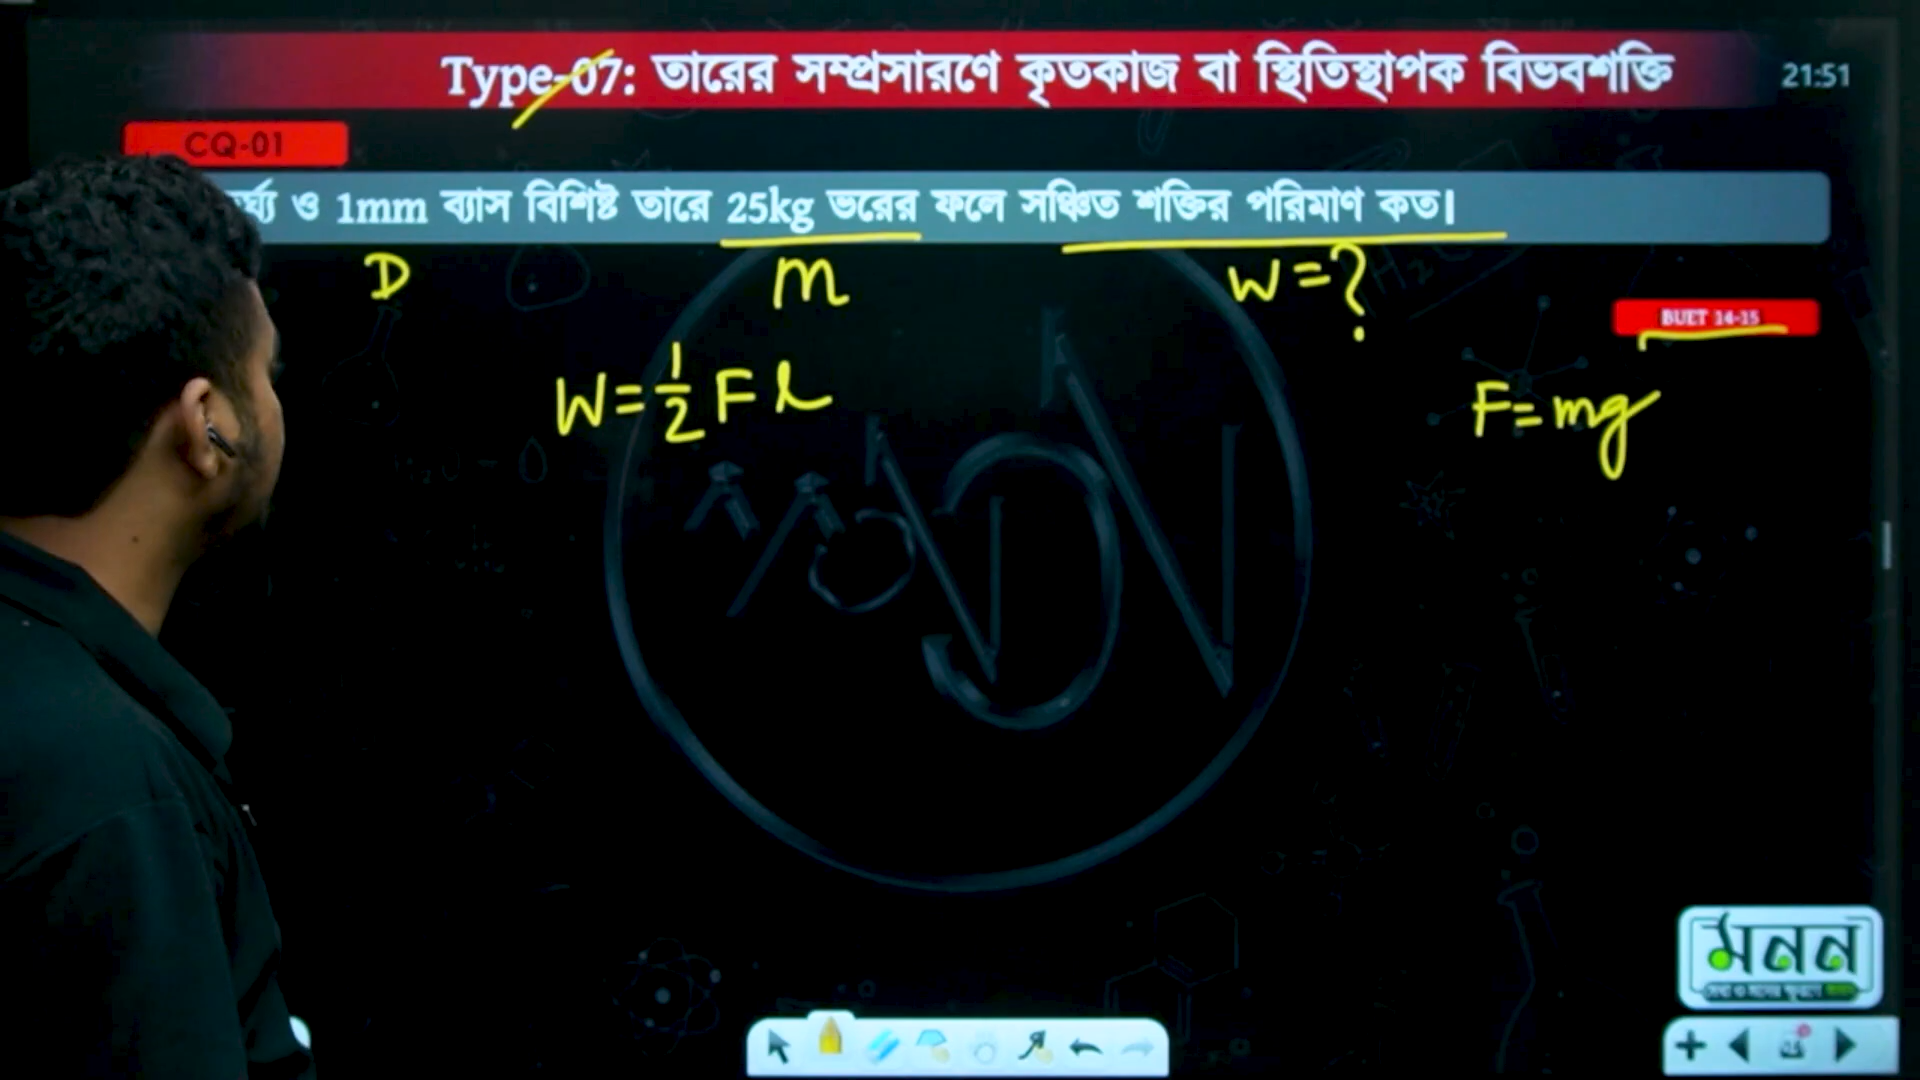 Type-07: তারের সম্প্রসারণে কৃতকাজ বা স্থিতিস্থাপক বিভবশক্তি
21:51
CQ-01
ও 1mm ব্যাস বিশিষ্ট তারে 25kg ভরের ফলে সঞ্চিত শক্তির পরিমাণ কত।
D
m
W=?
BUET 14-15
W=½Fl
F=mg
মনন